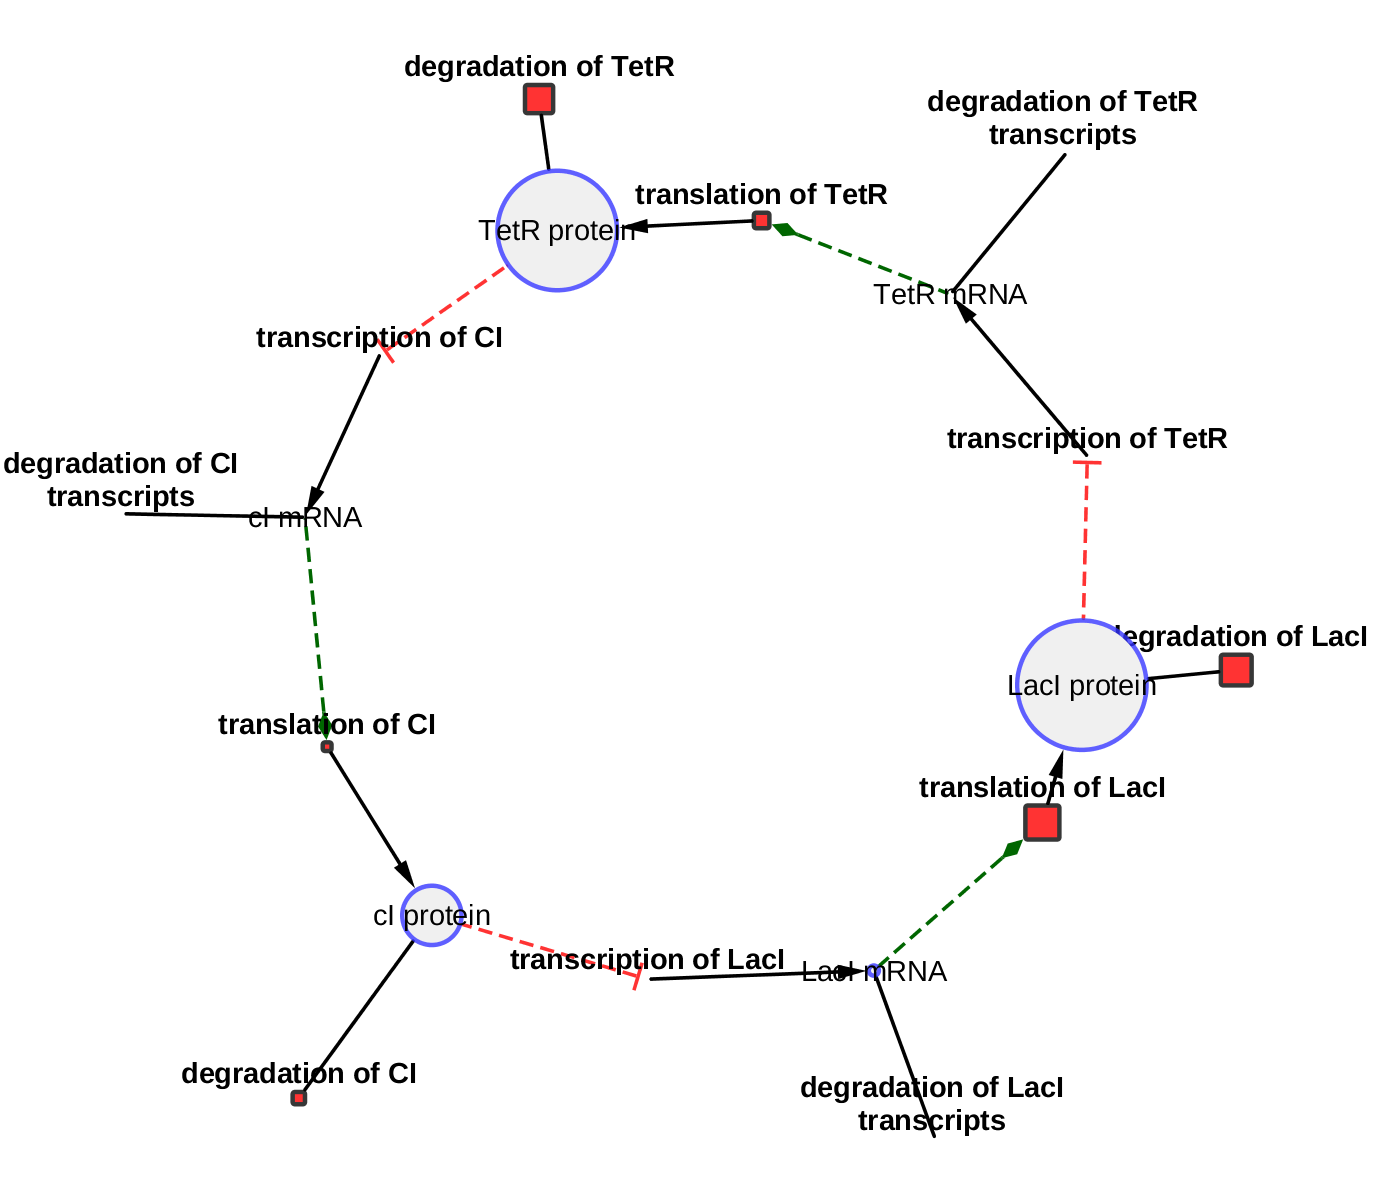 degradation of TetR
degradation of TetR
transcripts
translation of TetR
TetR protein
TetR mRNA
transcription of CI
transcription of TetR
degradation of CI
transcripts
cI mRNA
degradation of LacI
LacI protein
translation of CI
translation of LacI
cI protein
transcription of LacI
LacI mRNA
degradation of CI
degradation of LacI
transcripts